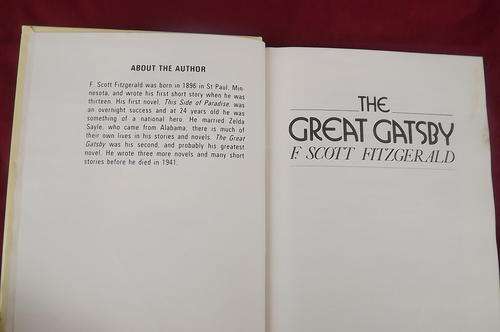 ABOUT THE AUTHOR
F. Scott Fitzgerald was born in 1896 in St Paul, Min-
nesota, and wrote his first short story when he was
thirteen. His first novel, This Side of Paradise, was
an overnight success and at 24 years old he was
something of a national hero. He married Zelda
Sayle, who came from Alabama, there is much of
their own lives in his stories and novels. The Great
Gatsby was his second, and probably his greatest
novel. He wrote three more novels and many short
stories before he died in 1941.
THE
GREAT GATSBY
F. SCOTT FITZGERALD